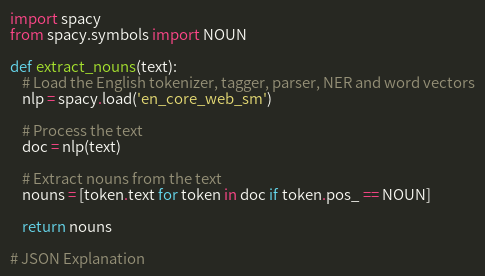 import spacy
from spacy.symbols import NOUN

def extract_nouns(text):
    # Load the English tokenizer, tagger, parser, NER and word vectors
    nlp = spacy.load('en_core_web_sm')

    # Process the text
    doc = nlp(text)

    # Extract nouns from the text
    nouns = [token.text for token in doc if token.pos_ == NOUN]

    return nouns

# JSON Explanation